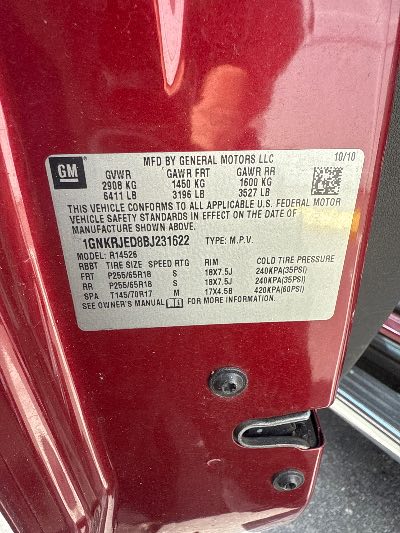 GM
MFD BY GENERAL MOTORS LLC 10/10
GVWR GAWR FRT GAWR RR
2908 KG 1450 KG 1600 KG
6411 LB 3196 LB 3527 LB
THIS VEHICLE CONFORMS TO ALL APPLICABLE U.S. FEDERAL MOTOR
VEHICLE SAFETY STANDARDS IN EFFECT ON THE DATE OF
MANUFACTURE SHOWN ABOVE.
1GNKRJED8BJ231622 TYPE: M.P.V.
MODEL: R14526
RBBT TIRE SIZE SPEED RTG RIM COLD TIRE PRESSURE
FRT P255/65R18 S 18X7.5J 240KPA(35PSI)
RR P255/65R18 S 18X7.5J 240KPA(35PSI)
SPA T145/70R17 M 17X4.5B 420KPA(60PSI)
SEE OWNER'S MANUAL FOR MORE INFORMATION.